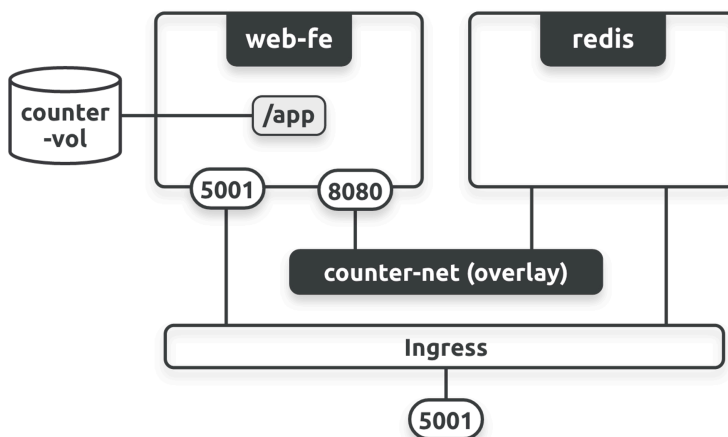 web-fe
redis
counter
-vol
/app
5001
8080
counter-net (overlay)
Ingress
5001